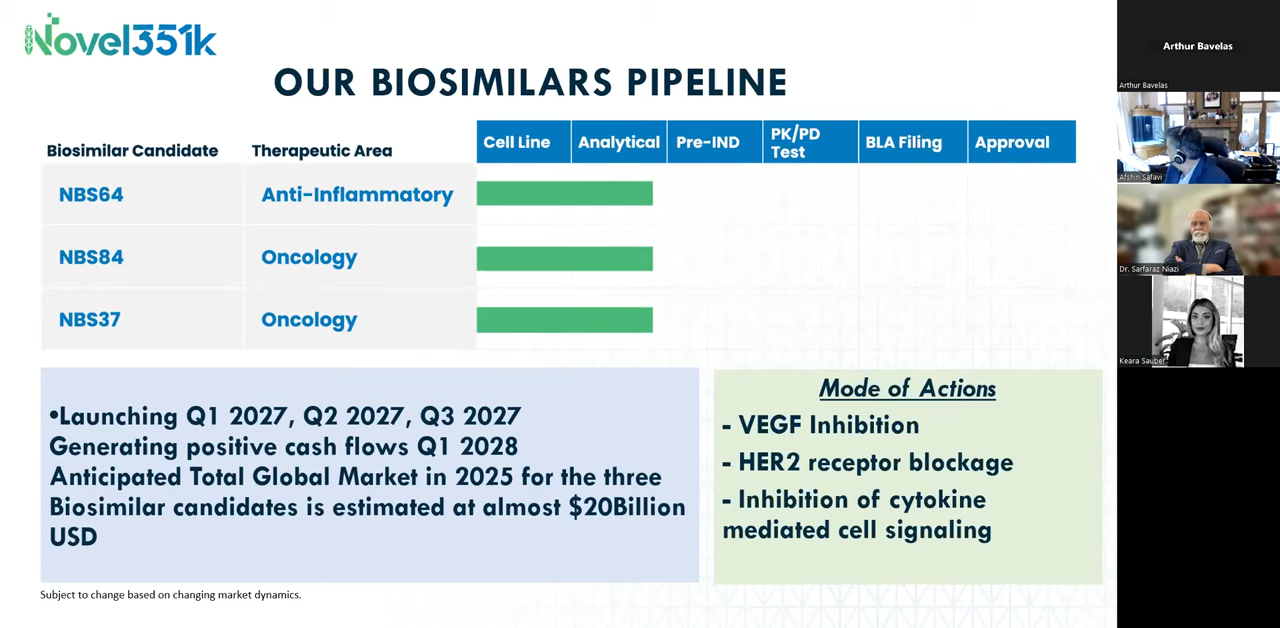 Novel351k
OUR BIOSIMILARS PIPELINE
Biosimilar Candidate
Therapeutic Area
Cell Line
Analytical
Pre-IND
PK/PD
Test
BLA Filing
Approval
NBS64
Anti-Inflammatory
NBS84
Oncology
NBS37
Oncology
•Launching Q1 2027, Q2 2027, Q3 2027
Generating positive cash flows Q1 2028
Anticipated Total Global Market in 2025 for the three
Biosimilar candidates is estimated at almost $20Billion
USD
Mode of Actions
- VEGF Inhibition
- HER2 receptor blockage
- Inhibition of cytokine
mediated cell signaling
Subject to change based on changing market dynamics.
Arthur Bavelas
Arthur Bavelas
Afshin Safavi
Dr. Sarfaraz Niazi
Keara Sauber